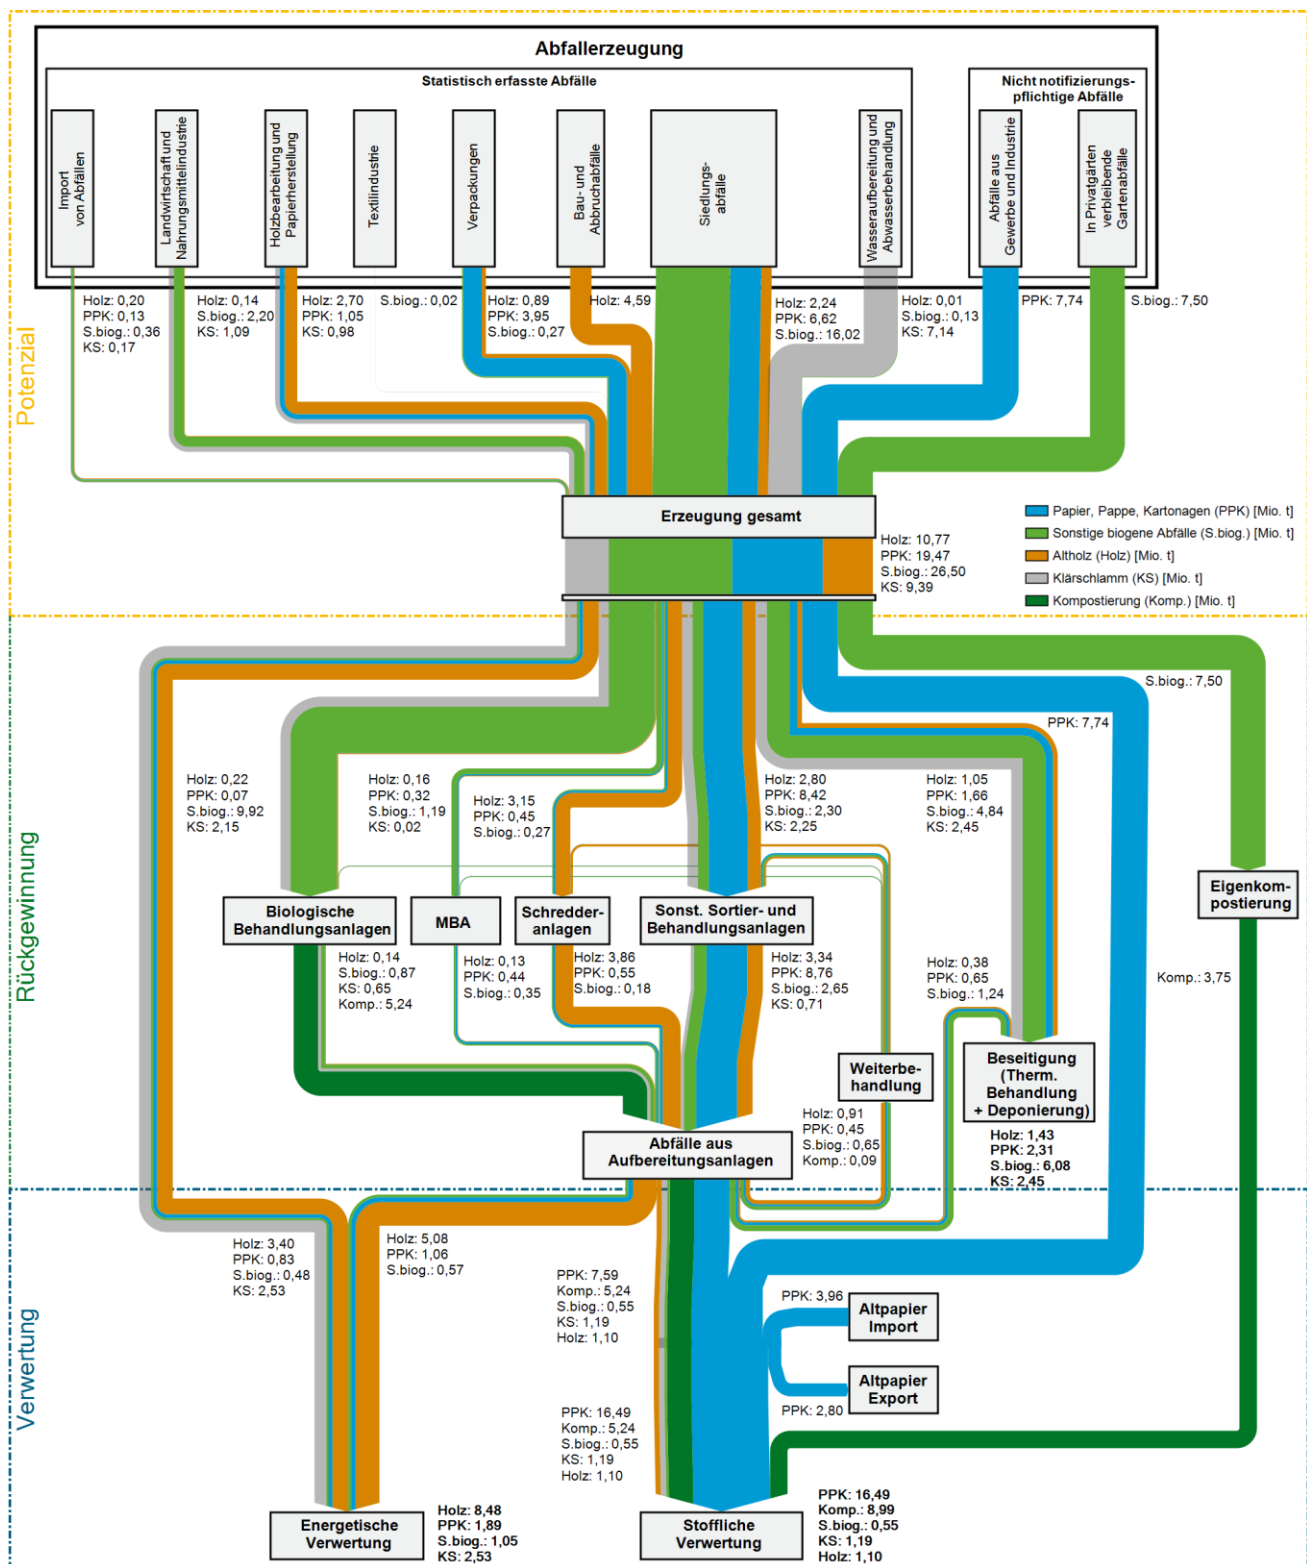 Abfallerzeugung
Statistisch erfasste Abfälle
Nicht notifizierungs-
pflichtige Abfälle
Import
von Abfällen
Landwirtschaft und
Nahrungsmittelindustrie
Holzbearbeitung und
Papierherstellung
Textilindustrie
Verpackungen
Bau- und
Abbruchabfälle
Siedlungs-
abfälle
Wasseraufbereitung und
Abwasserbehandlung
Abfälle aus
Gewerbe und Industrie
In Privatgärten
verbleibende
Gartenabfälle
Holz: 0,20
PPK: 0,13
S.biog.: 0,36
KS: 0,17
Holz: 0,14
S.biog.: 2,20
KS: 1,09
Holz: 2,70
PPK: 1,05
KS: 0,98
S.biog.: 0,02
Holz: 0,89
PPK: 3,95
S.biog.: 0,27
Holz: 4,59
Holz: 2,24
PPK: 6,62
S.biog.: 16,02
Holz: 0,01
S.biog.: 0,13
KS: 7,14
PPK: 7,74
S.biog.: 7,50
Potenzial
Erzeugung gesamt
Holz: 10,77
PPK: 19,47
S.biog.: 26,50
KS: 9,39
Papier, Pappe, Kartonagen (PPK) [Mio. t]
Sonstige biogene Abfälle (S.biog.) [Mio. t]
Altholz (Holz) [Mio. t]
Klärschlamm (KS) [Mio. t]
Kompostierung (Komp.) [Mio. t]
Rückgewinnung
S.biog.: 7,50
PPK: 7,74
Holz: 0,22
PPK: 0,07
S.biog.: 9,92
KS: 2,15
Holz: 0,16
PPK: 0,32
S.biog.: 1,19
KS: 0,02
Holz: 3,15
PPK: 0,45
S.biog.: 0,27
Holz: 2,80
PPK: 8,42
S.biog.: 2,30
KS: 2,25
Holz: 1,05
PPK: 1,66
S.biog.: 4,84
KS: 2,45
Biologische
Behandlungsanlagen
MBA
Schredder-
anlagen
Sonst. Sortier- und
Behandlungsanlagen
Eigenkom-
postierung
Holz: 0,14
S.biog.: 0,87
KS: 0,65
Komp.: 5,24
Holz: 0,13
PPK: 0,44
S.biog.: 0,35
Holz: 3,86
PPK: 0,55
S.biog.: 0,18
Holz: 3,34
PPK: 8,76
S.biog.: 2,65
KS: 0,71
Holz: 0,38
PPK: 0,65
S.biog.: 1,24
Komp.: 3,75
Weiterbe-
handlung
Beseitigung
(Therm.
Behandlung
+ Deponierung)
Holz: 0,91
PPK: 0,45
S.biog.: 0,65
Komp.: 0,09
Holz: 1,43
PPK: 2,31
S.biog.: 6,08
KS: 2,45
Abfälle aus
Aufbereitungsanlagen
Verwertung
Holz: 3,40
PPK: 0,83
S.biog.: 0,48
KS: 2,53
Holz: 5,08
PPK: 1,06
S.biog.: 0,57
PPK: 7,59
Komp.: 5,24
S.biog.: 0,55
KS: 1,19
Holz: 1,10
PPK: 3,96
Altpapier
Import
Altpapier
Export
PPK: 2,80
PPK: 16,49
Komp.: 5,24
S.biog.: 0,55
KS: 1,19
Holz: 1,10
Energetische
Verwertung
Holz: 8,48
PPK: 1,89
S.biog.: 1,05
KS: 2,53
Stoffliche
Verwertung
PPK: 16,49
Komp.: 8,99
S.biog.: 0,55
KS: 1,19
Holz: 1,10